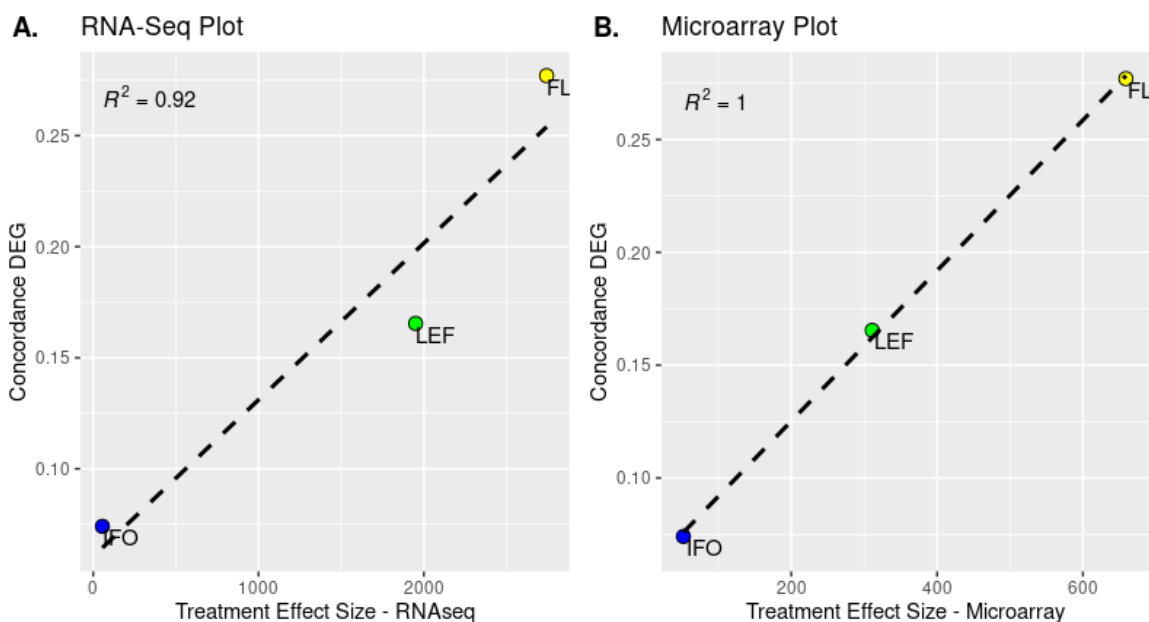 A. RNA-Seq Plot
R² = 0.92
FL
LEF
IFO
0.25
0.20
0.15
0.10
0
1000
2000
Concordance DEG
Treatment Effect Size - RNAseq
B. Microarray Plot
R² = 1
FL
LEF
IFO
0.25
0.20
0.15
0.10
200
400
600
Concordance DEG
Treatment Effect Size - Microarray